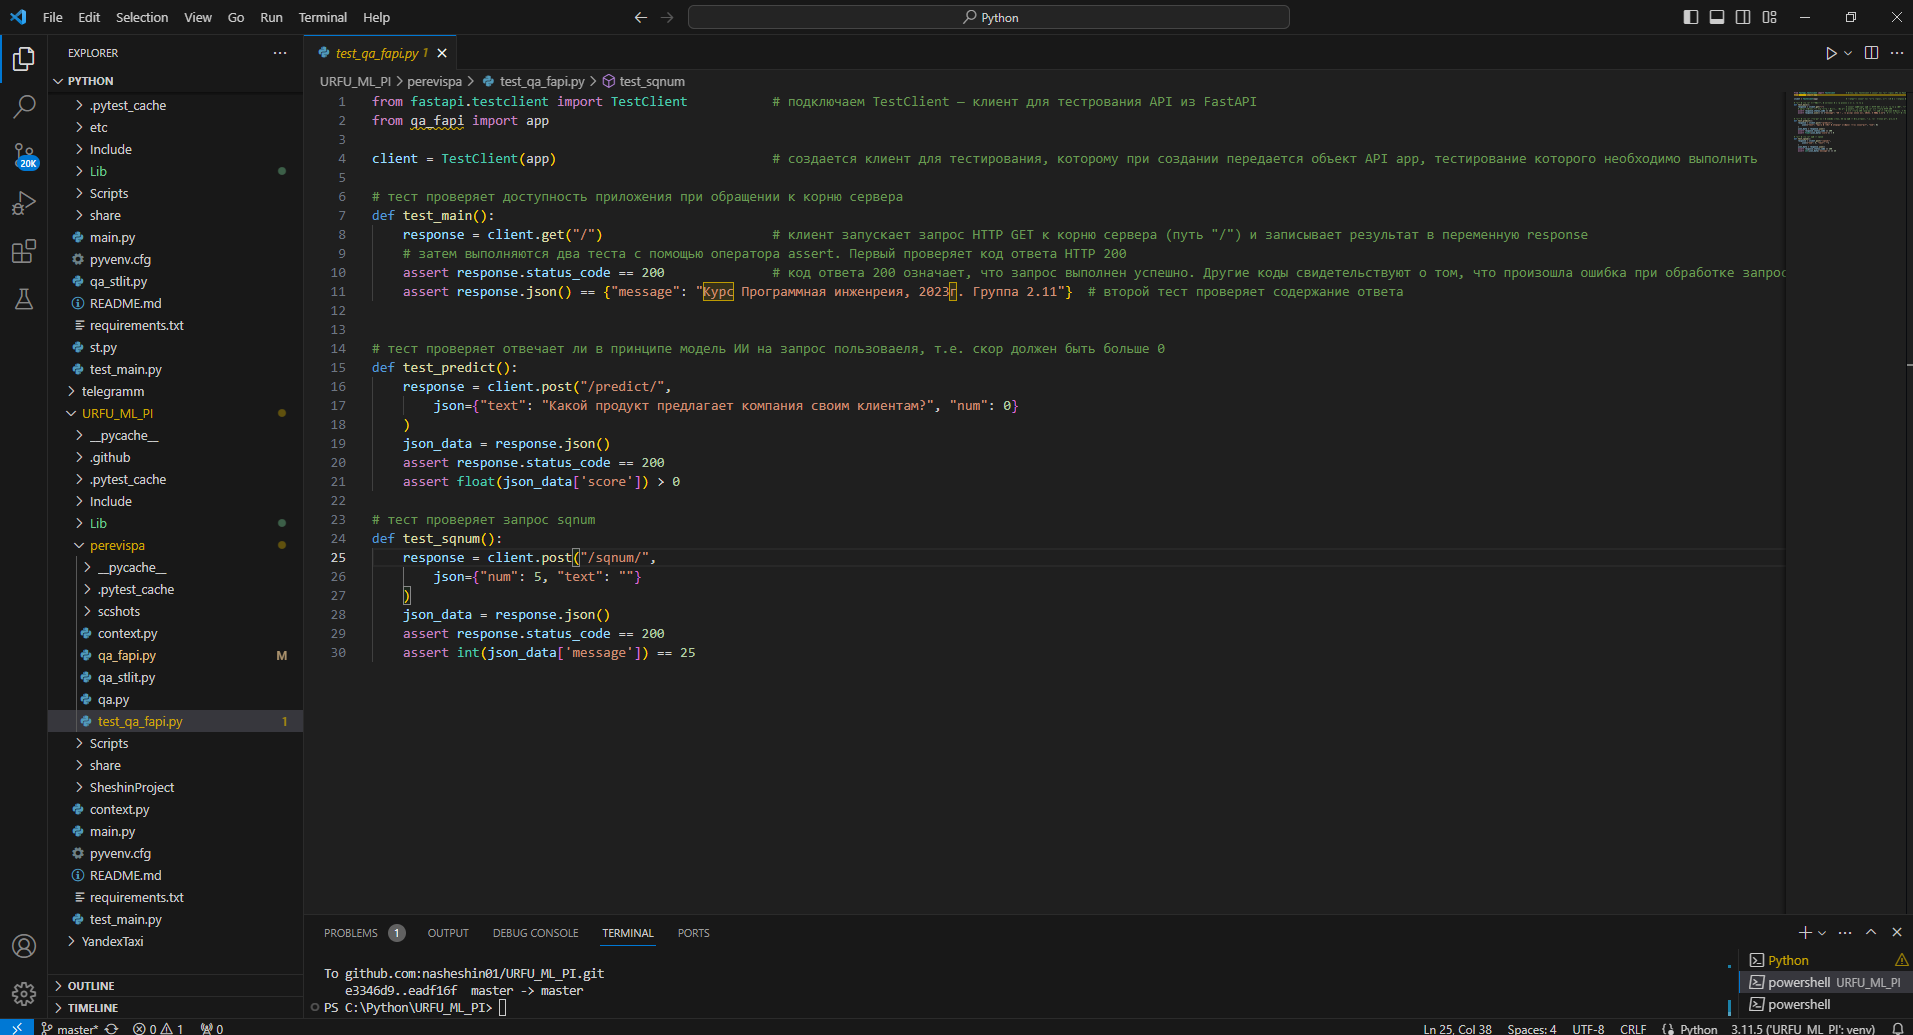 File Edit Selection View Go Run Terminal Help
Python
EXPLORER
PYTHON
.pytest_cache
etc
Include
Lib
Scripts
share
main.py
pyvenv.cfg
qa_stlit.py
README.md
requirements.txt
st.py
test_main.py
telegramm
URFU_ML_PI
__pycache__
.github
.pytest_cache
Include
Lib
perevispa
__pycache__
.pytest_cache
scshots
context.py
qa_fapi.py M
qa_stlit.py
qa.py
test_qa_fapi.py 1
Scripts
share
SheshinProject
context.py
main.py
pyvenv.cfg
README.md
requirements.txt
test_main.py
YandexTaxi
OUTLINE
TIMELINE
20K
test_qa_fapi.py 1
URFU_ML_PI > perevispa > test_qa_fapi.py > test_sqnum
1 from fastapi.testclient import TestClient # подключаем TestClient – клиент для тестрования API из FastAPI
2 from qa_fapi import app
3
4 client = TestClient(app) # создается клиент для тестирования, которому при создании передается объект API app, тестирование которого необходимо выполнить
5
6 # тест проверяет доступность приложения при обращении к корню сервера
7 def test_main():
8 response = client.get("/") # клиент запускает запрос HTTP GET к корню сервера (путь "/") и записывает результат в переменную response
9 # затем выполняются два теста с помощью оператора assert. Первый проверяет код ответа HTTP 200
10 assert response.status_code == 200 # код ответа 200 означает, что запрос выполнен успешно. Другие коды свидетельствуют о том, что произошла ошибка при обработке запрос
11 assert response.json() == {"message": "Курс Программная инженреия, 2023г. Группа 2.11"} # второй тест проверяет содержание ответа
12
13
14 # тест проверяет отвечает ли в принципе модель ИИ на запрос пользоваеля, т.е. скор должен быть больше 0
15 def test_predict():
16 response = client.post("/predict/",
17 json={"text": "Какой продукт предлагает компания своим клиентам?", "num": 0}
18 )
19 json_data = response.json()
20 assert response.status_code == 200
21 assert float(json_data['score']) > 0
22
23 # тест проверяет запрос sqnum
24 def test_sqnum():
25 response = client.post("/sqnum/",
26 json={"num": 5, "text": ""}
27 )
28 json_data = response.json()
29 assert response.status_code == 200
30 assert int(json_data['message']) == 25
PROBLEMS 1 OUTPUT DEBUG CONSOLE TERMINAL PORTS
To github.com:nasheshin01/URFU_ML_PI.git
e3346d9..eadf16f master -> master
PS C:\Python\URFU_ML_PI>
Python
powershell URFU_ML_PI
powershell
master* 0 1 0 Ln 25, Col 38 Spaces: 4 UTF-8 CRLF Python 3.11.5 ('URFU_ML_PI': venv)